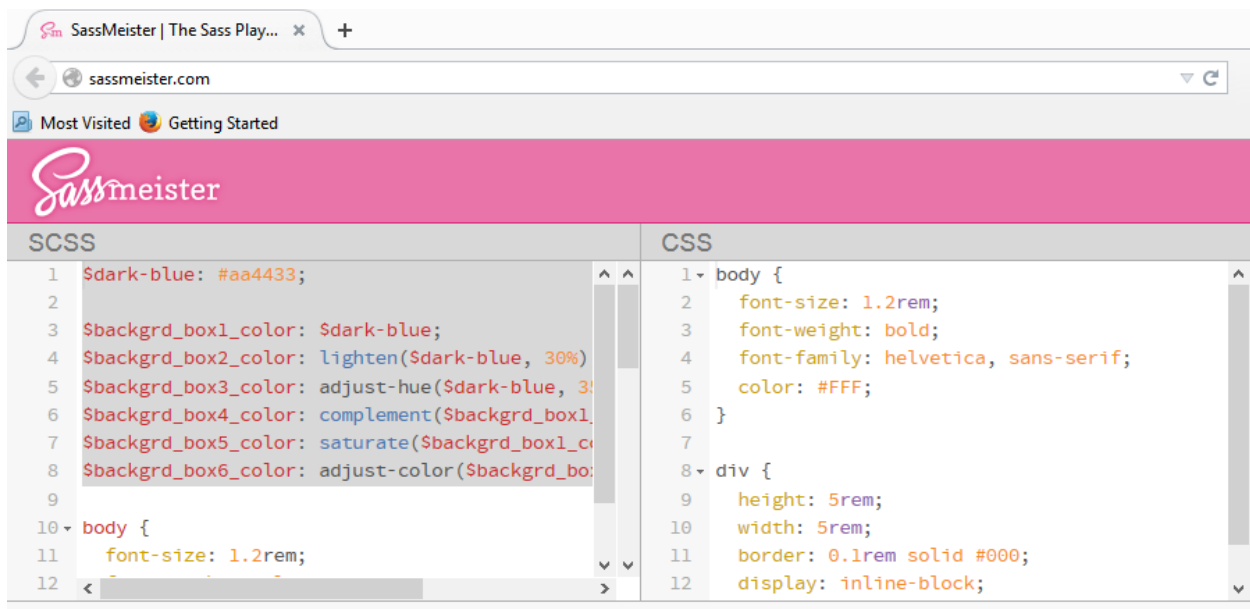 SassMeister | The Sass Play...
sassmeister.com
Most Visited Getting Started
Sassmeister
SCSS
1 $dark-blue: #aa4433;
2
3 $backgrd_box1_color: $dark-blue;
4 $backgrd_box2_color: lighten($dark-blue, 30%)
5 $backgrd_box3_color: adjust-hue($dark-blue, 3
6 $backgrd_box4_color: complement($backgrd_box1_
7 $backgrd_box5_color: saturate($backgrd_box1_c
8 $backgrd_box6_color: adjust-color($backgrd_bo
9
10 body {
11 font-size: 1.2rem;
12
CSS
1 body {
2 font-size: 1.2rem;
3 font-weight: bold;
4 font-family: helvetica, sans-serif;
5 color: #FFF;
6 }
7
8 div {
9 height: 5rem;
10 width: 5rem;
11 border: 0.1rem solid #000;
12 display: inline-block;